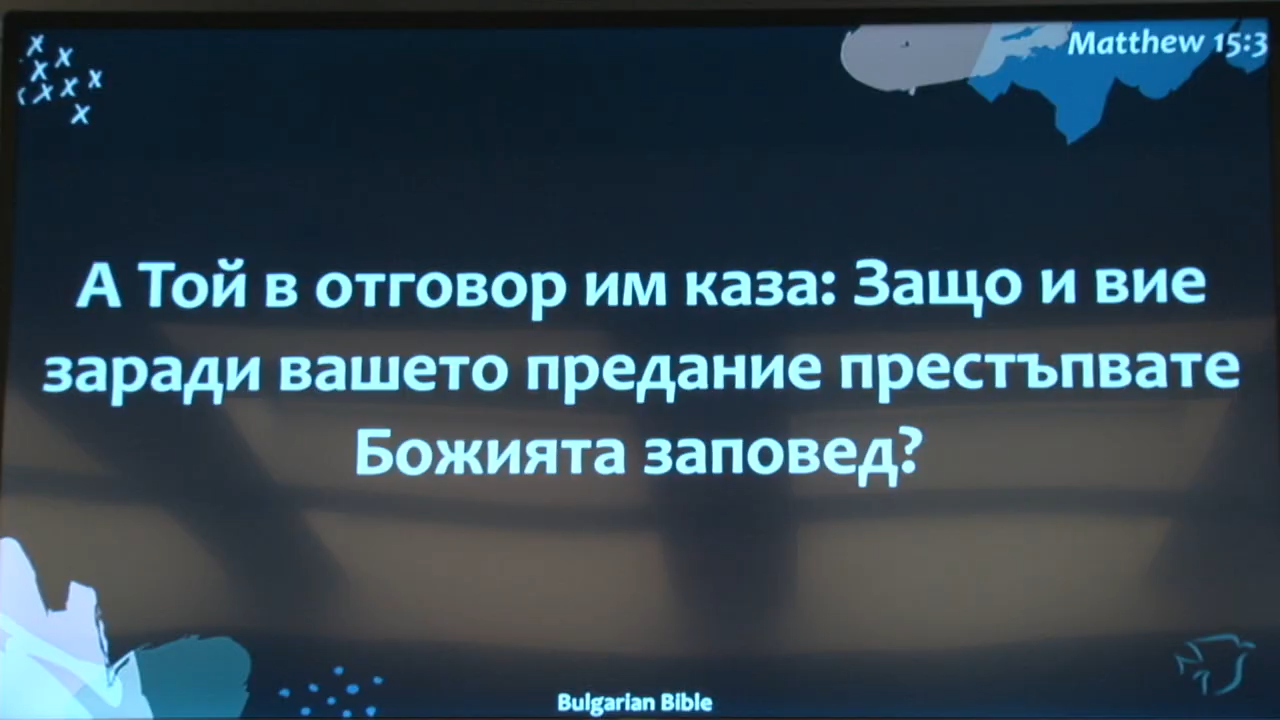 Matthew 15:3
А Той в отговор им каза: Защо и вие
заради вашето предание престъпвате
Божията заповед?
Bulgarian Bible